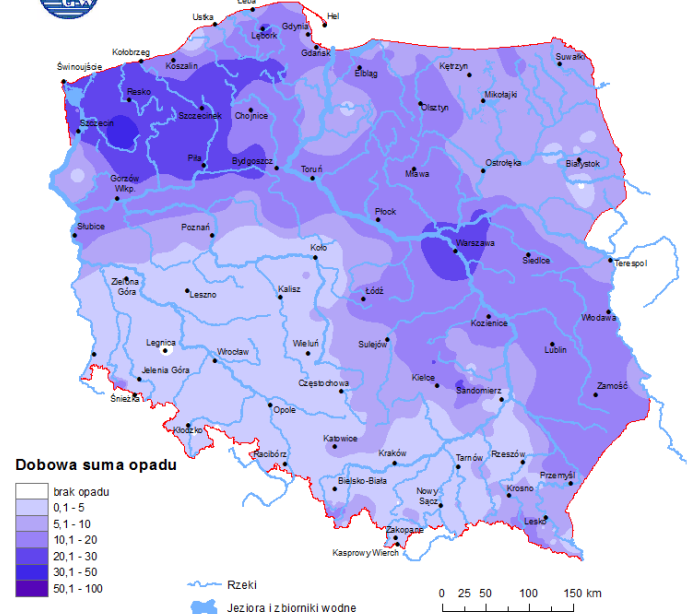 Łeba
Hel
Ustka
Gdynia
Lębork
Gdańsk
Kołobrzeg
Koszalin
Elbląg
Kętrzyn
Suwałki
Świnoujście
Resko
Szczecinek
Chojnice
Olsztyn
Mikołajki
Szczecin
Piła
Bydgoszcz
Toruń
Mława
Ostrołęka
Białystok
Gorzów
Wlkp.
Płock
Słubice
Poznań
Koło
Warszawa
Siedlce
Terespol
Zielona
Góra
Leszno
Kalisz
Łódź
Kozienice
Włodawa
Legnica
Wrocław
Wieluń
Sulejów
Lublin
Jelenia Góra
Częstochowa
Kielce
Sandomierz
Zamość
Śnieżka
Opole
Kłodzko
Katowice
Kraków
Tarnów
Rzeszów
Racibórz
Przemyśl
Bielsko-Biała
Nowy
Sącz
Krosno
Lesko
Zakopane
Kasprowy Wierch
Dobowa suma opadu
brak opadu
0,1 - 5
5,1 - 10
10,1 - 20
20,1 - 30
30,1 - 50
50,1 - 100
Rzeki
Jeziora i zbiorniki wodne
0 25 50 100 150 km